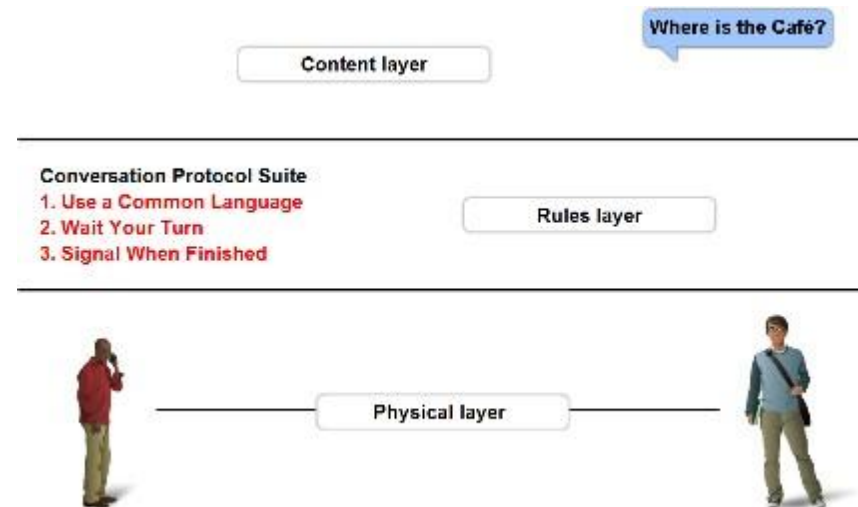 Where is the Café?
Content layer
Conversation Protocol Suite
1. Use a Common Language
2. Wait Your Turn
3. Signal When Finished
Rules layer
Physical layer